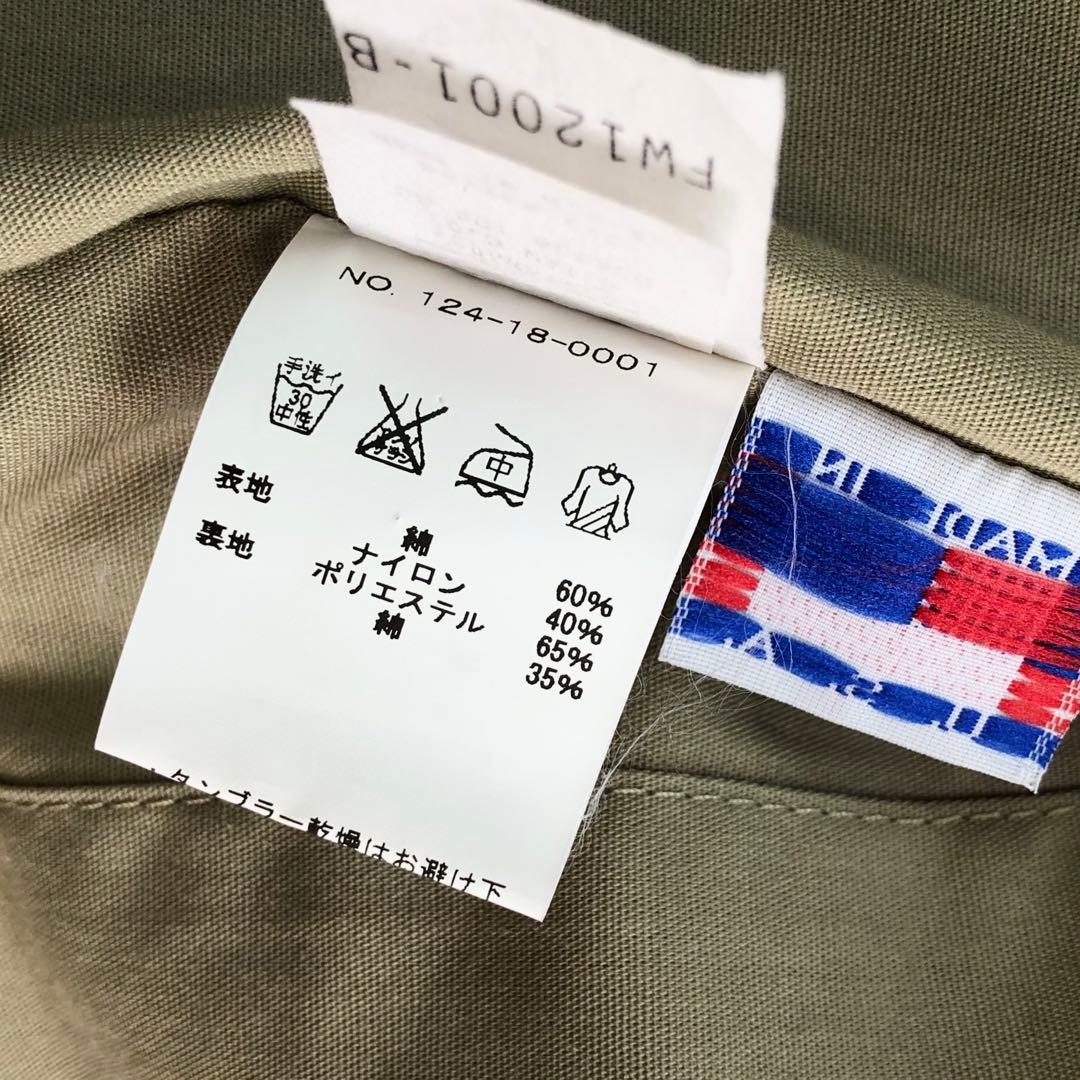 FW12001-B
NO. 124-18-0001
手洗イ
30
中性
中
表地 綿 60%
ナイロン 40%
裏地 ポリエステル 65%
綿 35%
タンブラー乾燥はお避け下
MADE IN
U.S.A.